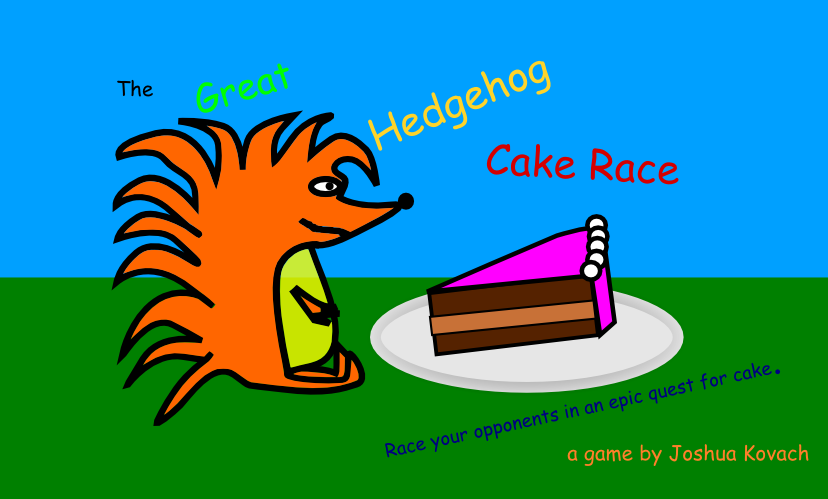 The
Great
Hedgehog
Cake Race
Race your opponents in an epic quest for cake.
a game by Joshua Kovach